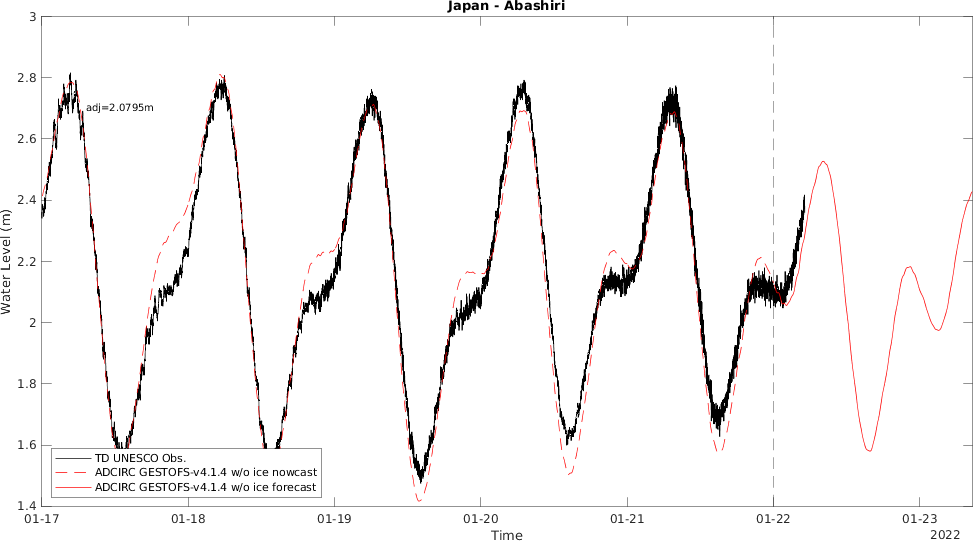 Japan - Abashiri
3
2.8
2.6
2.4
2.2
2
1.8
1.6
1.4
Water Level (m)
adj=2.0795m
TD UNESCO Obs.
ADCIRC GESTOFS-v4.1.4 w/o ice nowcast
ADCIRC GESTOFS-v4.1.4 w/o ice forecast
01-17 01-18 01-19 01-20 01-21 01-22 01-23
Time
2022